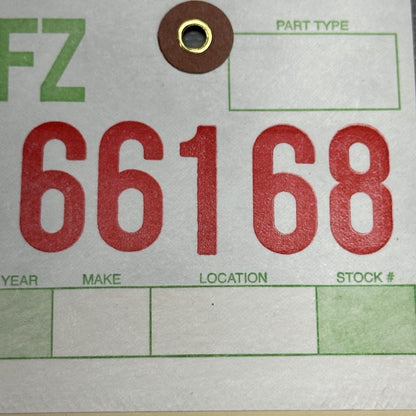 PART TYPE
FZ
66168
YEAR MAKE LOCATION STOCK #